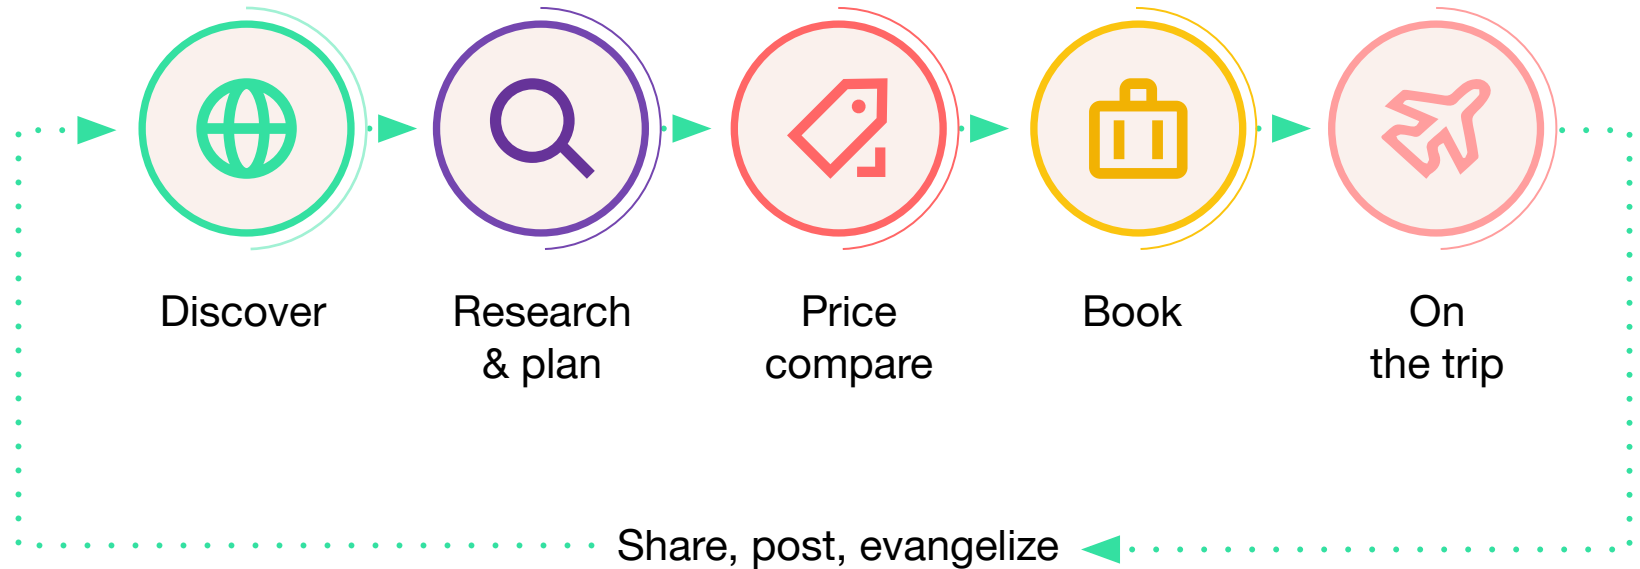 Discover
Research
& plan
Price
compare
Book
On
the trip
Share, post, evangelize